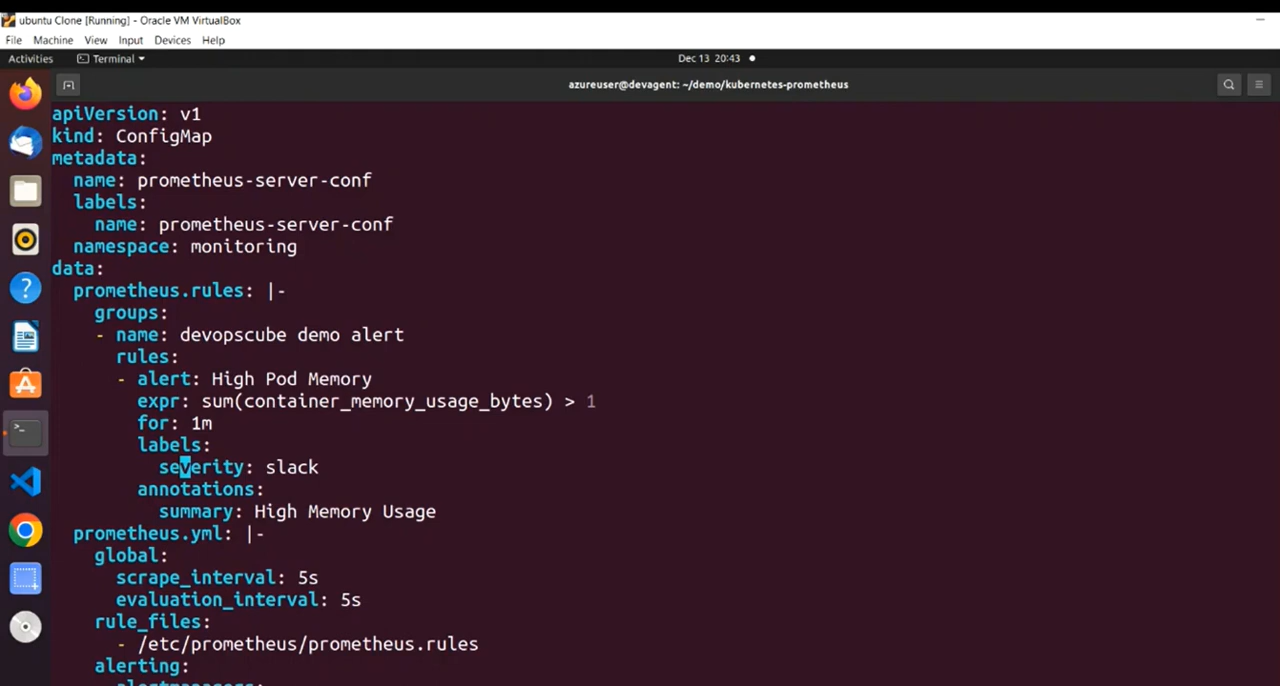 ubuntu Clone [Running] - Oracle VM VirtualBox
File Machine View Input Devices Help
Activities Terminal Dec 13 20:43
azureuser@devagent: ~/demo/kubernetes-prometheus
apiVersion: v1
kind: ConfigMap
metadata:
  name: prometheus-server-conf
  labels:
    name: prometheus-server-conf
  namespace: monitoring
data:
  prometheus.rules: |-
    groups:
    - name: devopscube demo alert
      rules:
      - alert: High Pod Memory
        expr: sum(container_memory_usage_bytes) > 1
        for: 1m
        labels:
          severity: slack
        annotations:
          summary: High Memory Usage
  prometheus.yml: |-
    global:
      scrape_interval: 5s
      evaluation_interval: 5s
    rule_files:
      - /etc/prometheus/prometheus.rules
    alerting:
      alertmanagers: